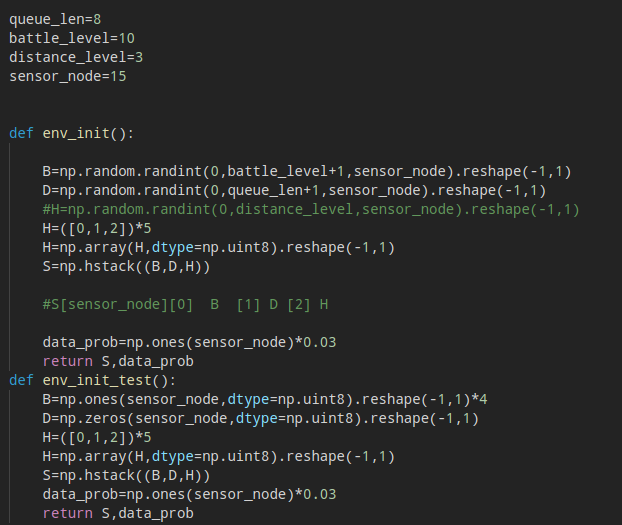 queue_len=8
battle_level=10
distance_level=3
sensor_node=15
def env_init():
B=np.random.randint(0,battle_level+1,sensor_node).reshape(-1,1)
D=np.random.randint(0,queue_len+1,sensor_node).reshape(-1,1)
#H=np.random.randint(0,distance_level,sensor_node).reshape(-1,1)
H=([0,1,2])*5
H=np.array(H,dtype=np.uint8).reshape(-1,1)
S=np.hstack((B,D,H))
#S[sensor_node][0]  B  [1] D [2] H
data_prob=np.ones(sensor_node)*0.03
return S,data_prob
def env_init_test():
B=np.ones(sensor_node,dtype=np.uint8).reshape(-1,1)*4
D=np.zeros(sensor_node,dtype=np.uint8).reshape(-1,1)
H=([0,1,2])*5
H=np.array(H,dtype=np.uint8).reshape(-1,1)
S=np.hstack((B,D,H))
data_prob=np.ones(sensor_node)*0.03
return S,data_prob